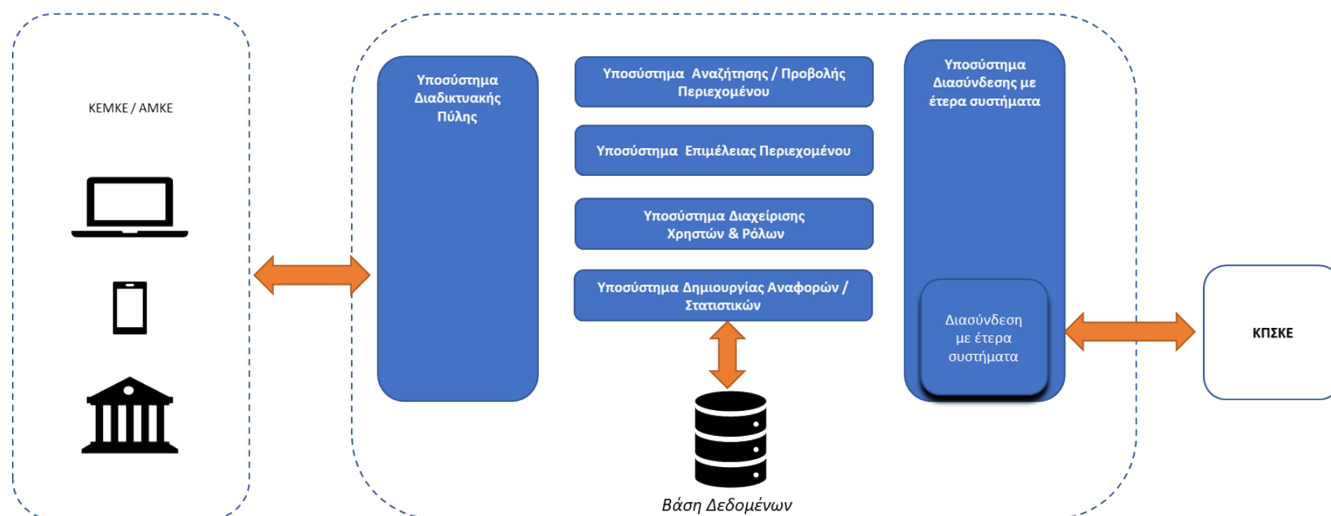 ΚΕΜΚΕ / ΑΜΚΕ
Υποσύστημα
Διαδικτυακής
Πύλης
Υποσύστημα Αναζήτησης / Προβολής
Περιεχομένου
Υποσύστημα Επιμέλειας Περιεχομένου
Υποσύστημα Διαχείρισης
Χρηστών & Ρόλων
Υποσύστημα Δημιουργίας Αναφορών /
Στατιστικών
Βάση Δεδομένων
Υποσύστημα
Διασύνδεσης με
έτερα συστήματα
Διασύνδεση
με έτερα
συστήματα
ΚΠΣΚΕ